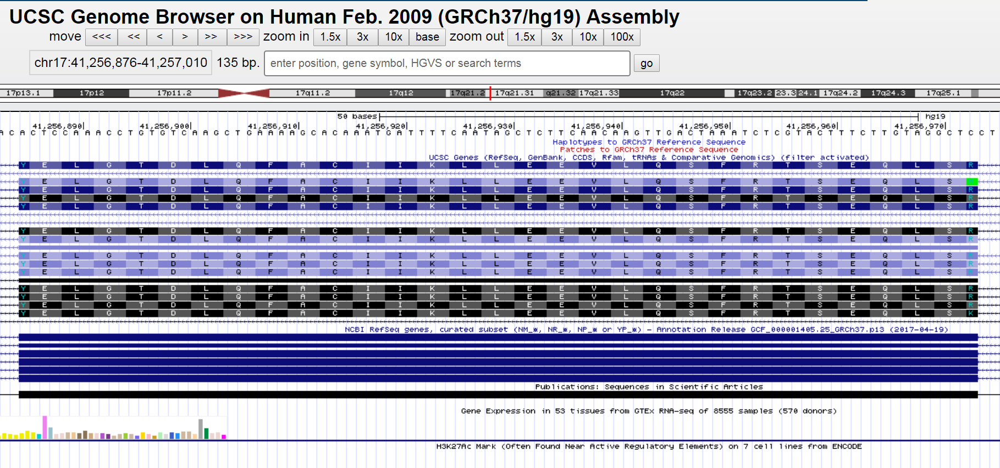 UCSC Genome Browser on Human Feb. 2009 (GRCh37/hg19) Assembly
move <<< << < > >> >>> zoom in 1.5x 3x 10x base zoom out 1.5x 3x 10x 100x
chr17:41,256,876-41,257,010 135 bp. enter position, gene symbol, HGVS or search terms go
17p13.1 17p12 17p11.2 17q11.2 17q12 17q21.2 17q21.31 q21.32 17q21.33 17q22 17q23.2 23.3 24.1 17q24.2 17q24.3 17q25.1
50 bases hg19
41,256,890| 41,256,900| 41,256,910| 41,256,920| 41,256,930| 41,256,940| 41,256,950| 41,256,960| 41,256,970|
A C A C T C C A A A C C T G T G T C A A G C T G A A A A G C A C A A A T G A T T T T C A A T A G C T C T T C A A C A A G T T G A C T A A A T C T C G T A C T T T C T T G T A G G C T C C T
Haplotypes to GRCh37 Reference Sequence
Patches to GRCh37 Reference Sequence
UCSC Genes (RefSeq, GenBank, CCDS, Rfam, tRNAs & Comparative Genomics) (filter activated)
Y E L G T D L Q F A C I I K L L E E V L Q S F R T S E Q L S R
Y E L G T D L Q F A C I I K L L E E V L Q S F R T S E Q L S
Y E L G T D L Q F A C I I K L L E E V L Q S F R T S E Q L S R
Y E L G T D L Q F A C I I K L L E E V L Q S F R T S E Q L S R
Y E L G T D L Q F A C I I K L L E E V L Q S F R T S E Q L S R
Y E L G T D L Q F A C I I K L L E E V L Q S F R T S E Q L S R
Y E L G T D L Q F A C I I K L L E E V L Q S F R T S E Q L S R
Y E L G T D L Q F A C I I K L L E E V L Q S F R T S E Q L S R
Y E L G T D L Q F A C I I K L L E E V L Q S F R T S E Q L S R
Y E L G T D L Q F A C I I K L L E E V L Q S F R T S E Q L S R
Y E L G T D L Q F A C I I K L L E E V L Q S F R T S E Q L S R
Y E L G T D L Q F A C I I K L L E E V L Q S F R T S E Q L S R
Y E L G T D L Q F A C I I K L L E E V L Q S F R T S E Q L S R
Y E L G T D L Q F A C I I K L L E E V L Q S F R T S E Q L S K
NCBI RefSeq genes, curated subset (NM_*, NR_*, NP_* or YP_*) - Annotation Release GCF_000001405.25_GRCh37.p13 (2017-04-19)
Publications: Sequences in Scientific Articles
Gene Expression in 53 tissues from GTEx RNA-seq of 8555 samples (570 donors)
H3K27Ac Mark (Often Found Near Active Regulatory Elements) on 7 cell lines from ENCODE